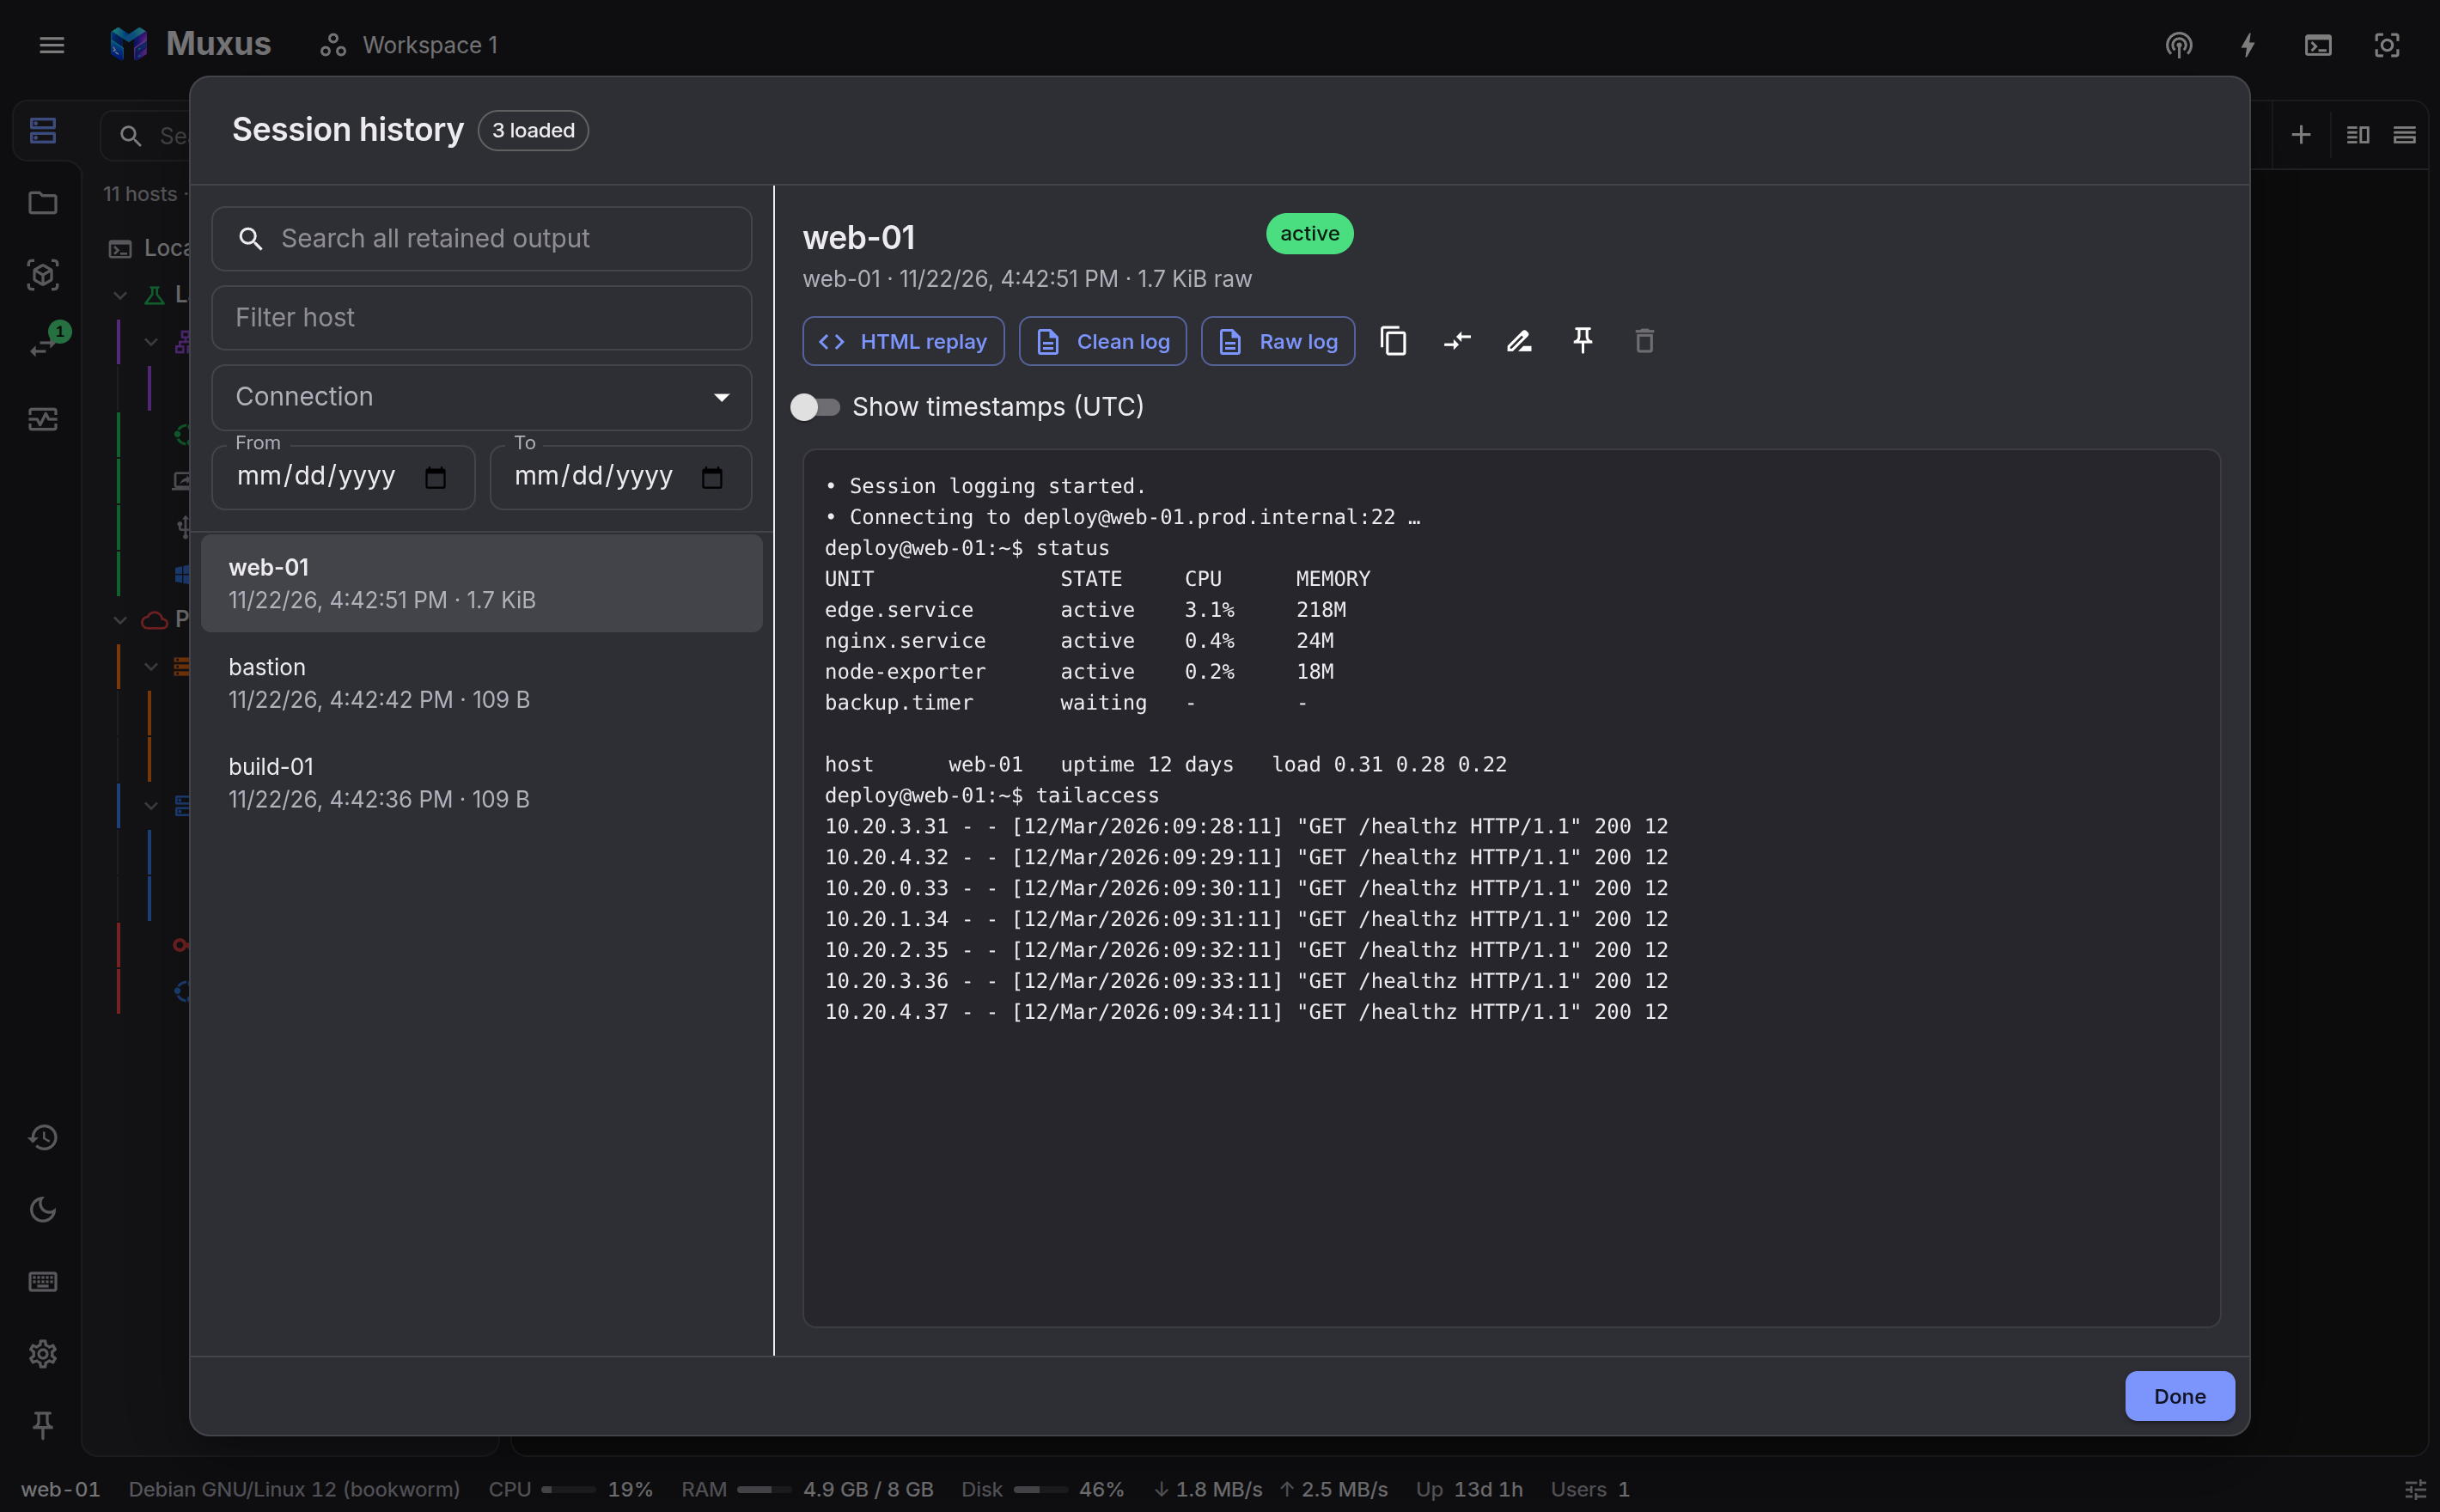 Muxus
Workspace 1
11 hosts ·
1
Session history
3 loaded
Search all retained output
Filter host
Connection
From
mm/dd/yyyy
To
mm/dd/yyyy
web-01
11/22/26, 4:42:51 PM · 1.7 KiB
bastion
11/22/26, 4:42:42 PM · 109 B
build-01
11/22/26, 4:42:36 PM · 109 B
web-01
active
web-01 · 11/22/26, 4:42:51 PM · 1.7 KiB raw
HTML replay
Clean log
Raw log
Show timestamps (UTC)
• Session logging started.
• Connecting to deploy@web-01.prod.internal:22 …
deploy@web-01:~$ status
UNIT STATE CPU MEMORY
edge.service active 3.1% 218M
nginx.service active 0.4% 24M
node-exporter active 0.2% 18M
backup.timer waiting - -
host web-01 uptime 12 days load 0.31 0.28 0.22
deploy@web-01:~$ tailaccess
10.20.3.31 - - [12/Mar/2026:09:28:11] "GET /healthz HTTP/1.1" 200 12
10.20.4.32 - - [12/Mar/2026:09:29:11] "GET /healthz HTTP/1.1" 200 12
10.20.0.33 - - [12/Mar/2026:09:30:11] "GET /healthz HTTP/1.1" 200 12
10.20.1.34 - - [12/Mar/2026:09:31:11] "GET /healthz HTTP/1.1" 200 12
10.20.2.35 - - [12/Mar/2026:09:32:11] "GET /healthz HTTP/1.1" 200 12
10.20.3.36 - - [12/Mar/2026:09:33:11] "GET /healthz HTTP/1.1" 200 12
10.20.4.37 - - [12/Mar/2026:09:34:11] "GET /healthz HTTP/1.1" 200 12
Done
web-01 Debian GNU/Linux 12 (bookworm) CPU 19% RAM 4.9 GB / 8 GB Disk 46% ↓ 1.8 MB/s ↑ 2.5 MB/s Up 13d 1h Users 1